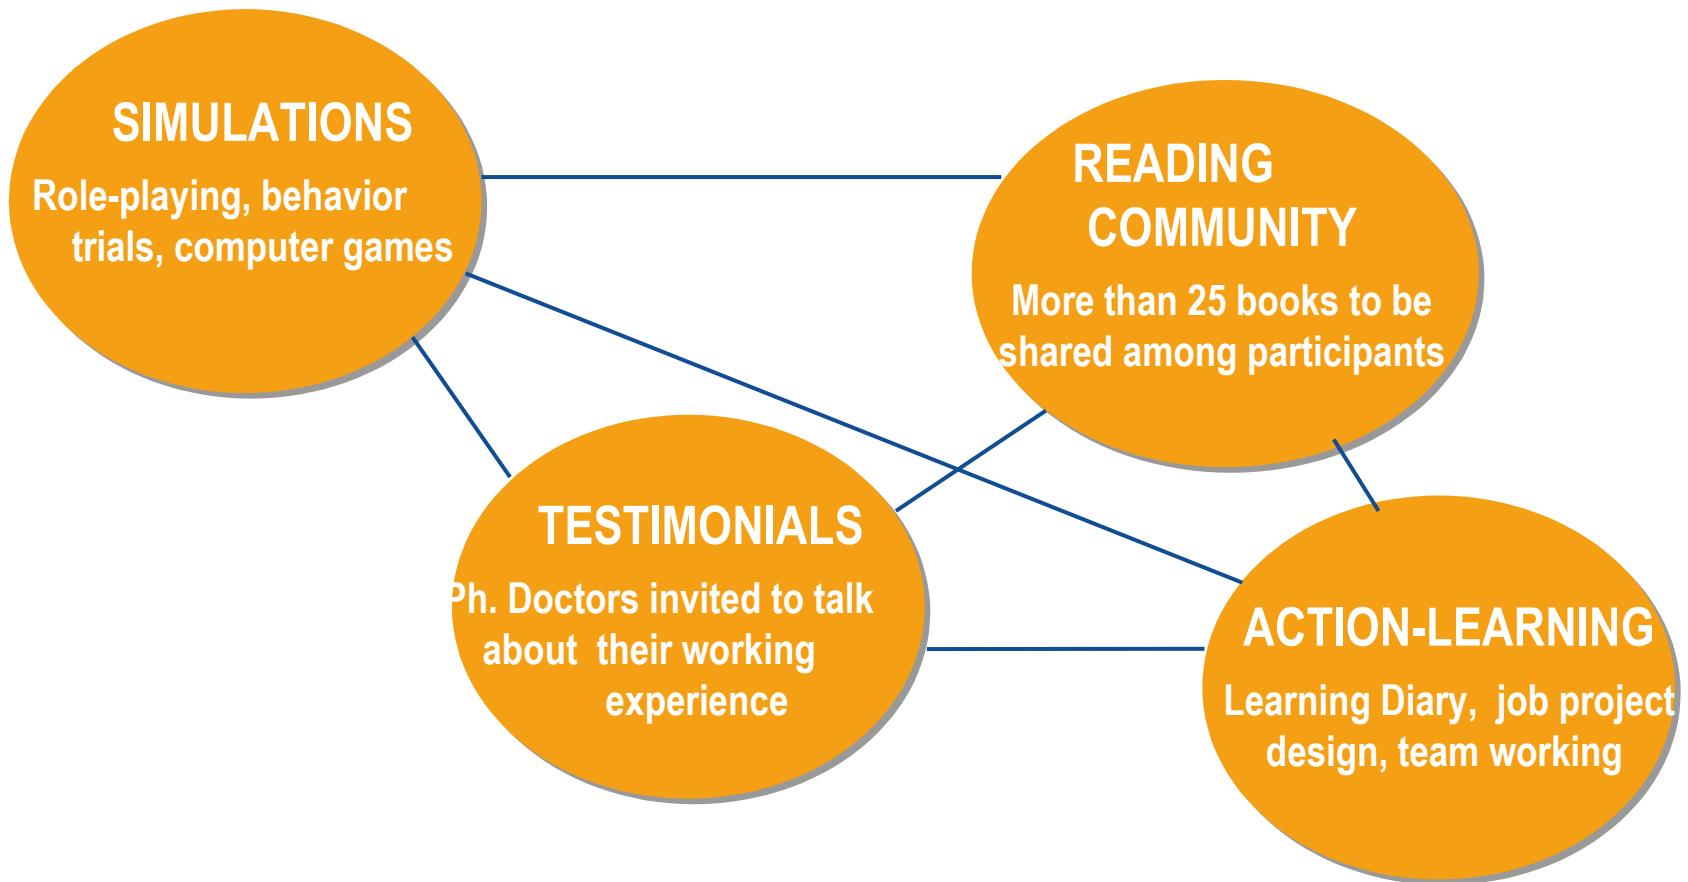 SIMULATIONS
Role-playing, behavior
trials, computer games
READING
COMMUNITY
More than 25 books to be
shared among participants
TESTIMONIALS
Ph. Doctors invited to talk
about their working
experience
ACTION-LEARNING
Learning Diary, job project
design, team working